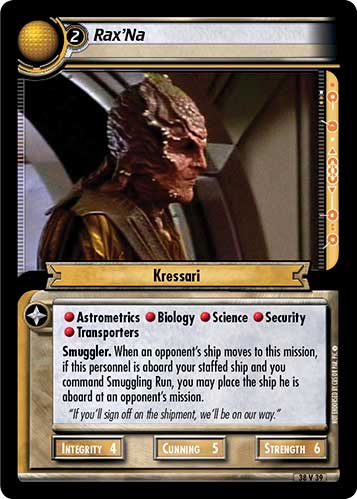 2 Rax'Na
Kressari
Astrometrics Biology Science Security
Transporters
Smuggler. When an opponent's ship moves to this mission,
if this personnel is aboard your staffed ship and you
command Smuggling Run, you may place the ship he is
aboard at an opponent's mission.
"If you'll sign off on the shipment, we'll be on our way."
INTEGRITY 4 CUNNING 5 STRENGTH 6
38 V 39